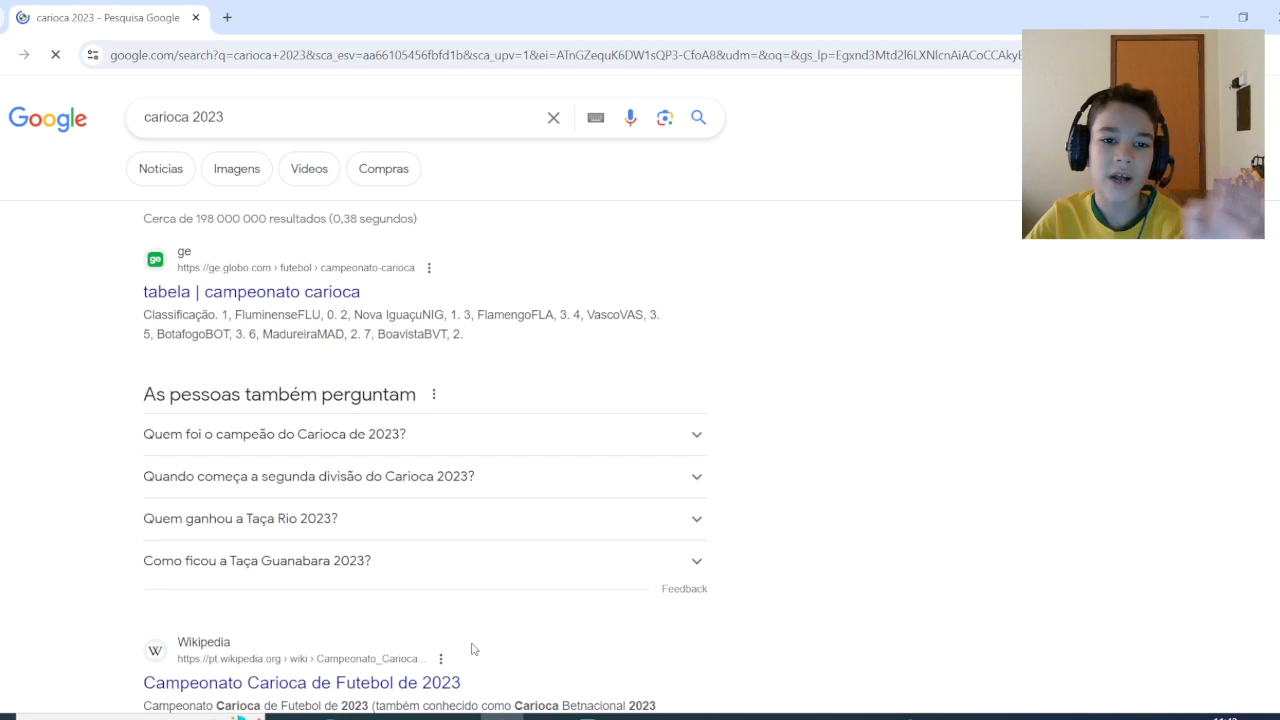 carioca 2023 - Pesquisa Google
google.com/search?q=carioca+2023&sca_esv=aa66105456fbfd1b&sca_upv=1&ei=ATnGZequK6DW1sQP3-CfoA8&udm=&oq=&gs_lp=Egxnd3Mtd2l6LXNlcnAiACoCCAkyB
Google
carioca 2023
Notícias Imagens Vídeos Compras
Cerca de 198 000 000 resultados (0,38 segundos)
ge
ge
https://ge.globo.com › futebol › campeonato-carioca
tabela | campeonato carioca
Classificação. 1, FluminenseFLU, 0. 2, Nova IguaçuNIG, 1. 3, FlamengoFLA, 3. 4, VascoVAS, 3.
5, BotafogoBOT, 3. 6, MadureiraMAD, 2. 7, BoavistaBVT, 2.
As pessoas também perguntam
Quem foi o campeão do Carioca de 2023?
Quando começa a segunda divisão do Carioca 2023?
Quem ganhou a Taça Rio 2023?
Como ficou a Taça Guanabara 2023?
Feedback
W
Wikipedia
https://pt.wikipedia.org › wiki › Campeonato_Carioca...
Campeonato Carioca de Futebol de 2023
Campeonato Carioca de Futebol de 2023 (também conhecido como Carioca Betnacional 2023